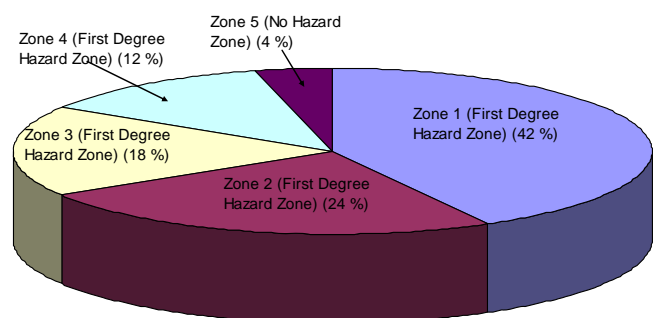 Zone 5 (No Hazard
Zone) (4 %)
Zone 4 (First Degree
Hazard Zone) (12 %)
Zone 1 (First Degree
Hazard Zone) (42 %)
Zone 3 (First Degree
Hazard Zone) (18 %)
Zone 2 (First Degree
Hazard Zone) (24 %)